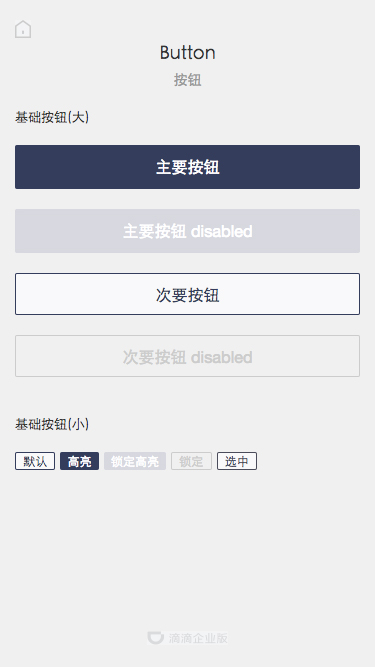 Button
按钮
基础按钮(大)
主要按钮
主要按钮 disabled
次要按钮
次要按钮 disabled
基础按钮(小)
默认 高亮 锁定高亮 锁定 选中
滴滴企业版